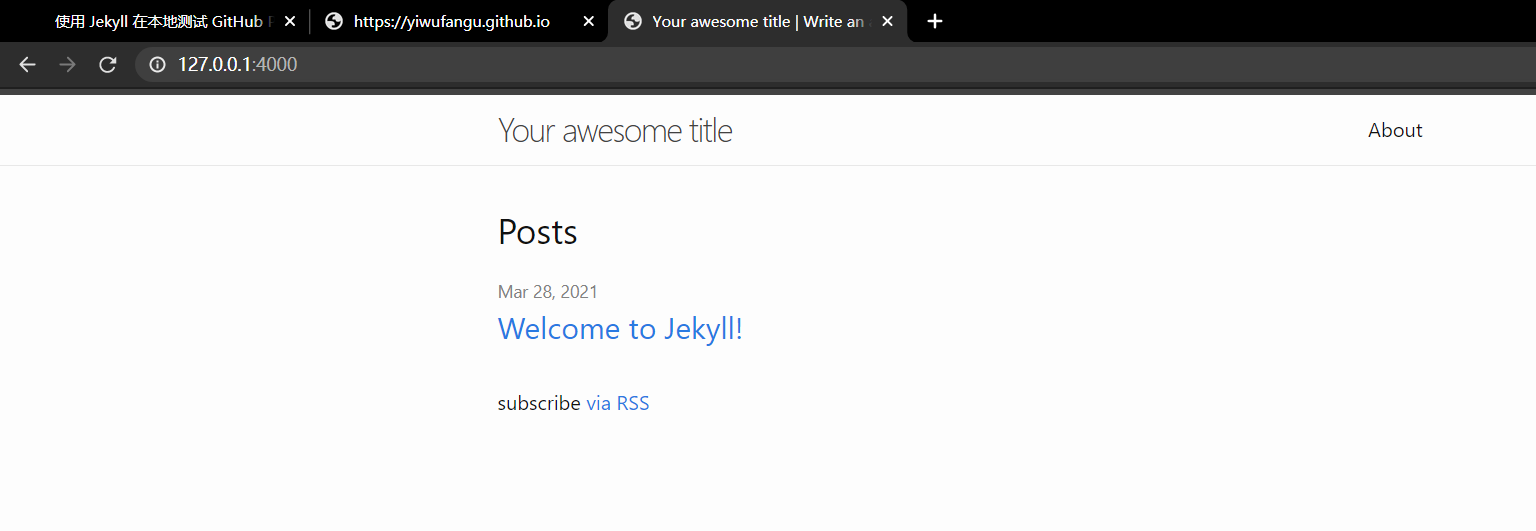 使用 Jekyll 在本地测试 GitHub
https://yiwufangu.github.io
Your awesome title | Write an
127.0.0.1:4000
Your awesome title
About
Posts
Mar 28, 2021
Welcome to Jekyll!
subscribe via RSS